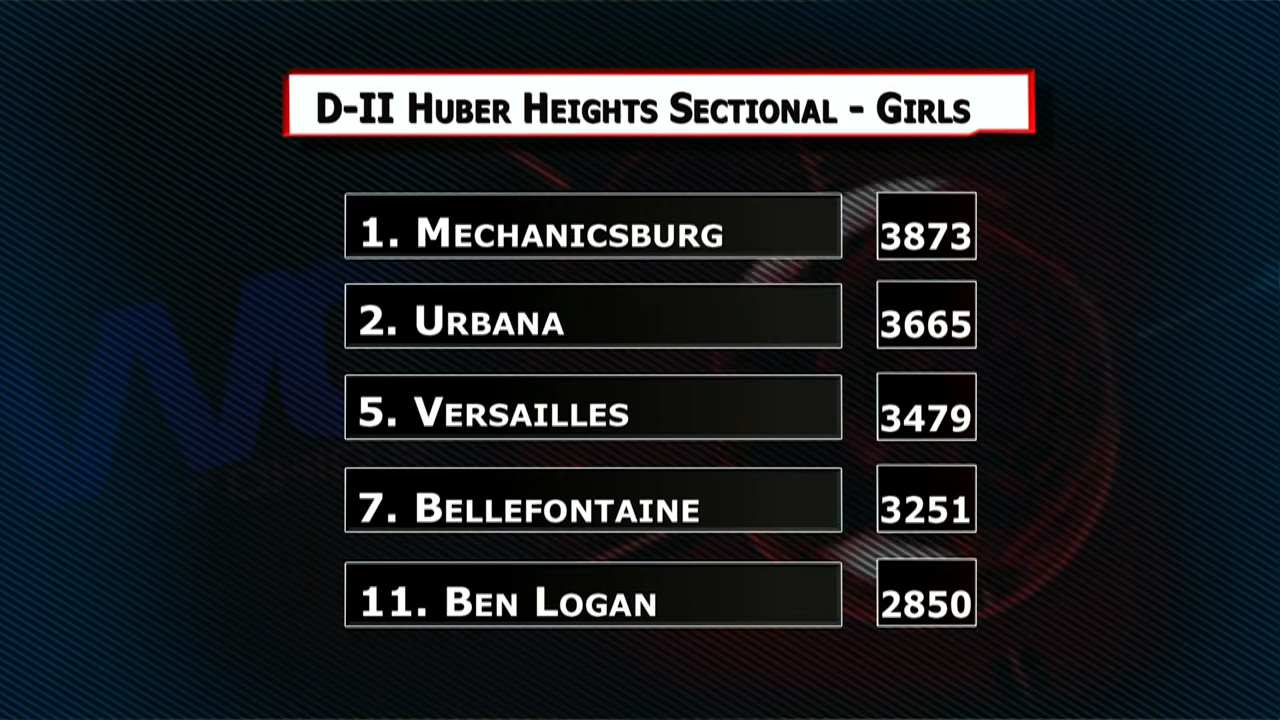 D-II Huber Heights Sectional - Girls
1. Mechanicsburg 3873
2. Urbana 3665
5. Versailles 3479
7. Bellefontaine 3251
11. Ben Logan 2850